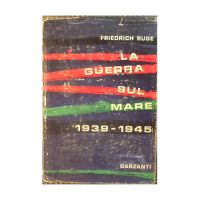 FRIEDRICH RUGE
LA
GUERRA
SUL
MARE
1939-1945
GARZANTI